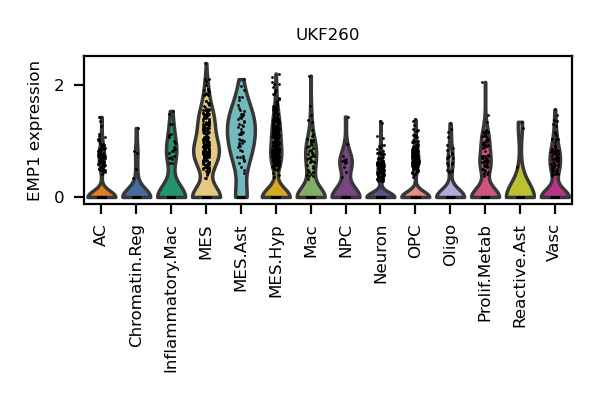 UKF260
EMP1 expression
2
0
AC
Chromatin.Reg
Inflammatory.Mac
MES
MES.Ast
MES.Hyp
Mac
NPC
Neuron
OPC
Oligo
Prolif.Metab
Reactive.Ast
Vasc